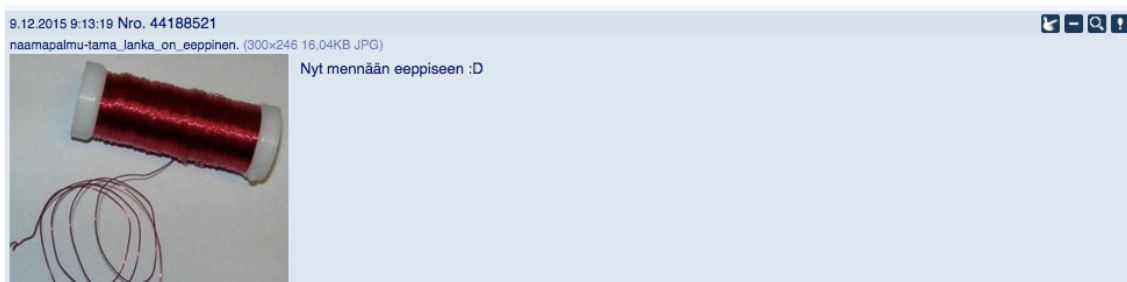 9.12.2015 9:13:19 Nro. 44188521
naamapalmu-tama_lanka_on_eeppinen. (300×246 16,04KB JPG)
Nyt mennään eeppiseen :D